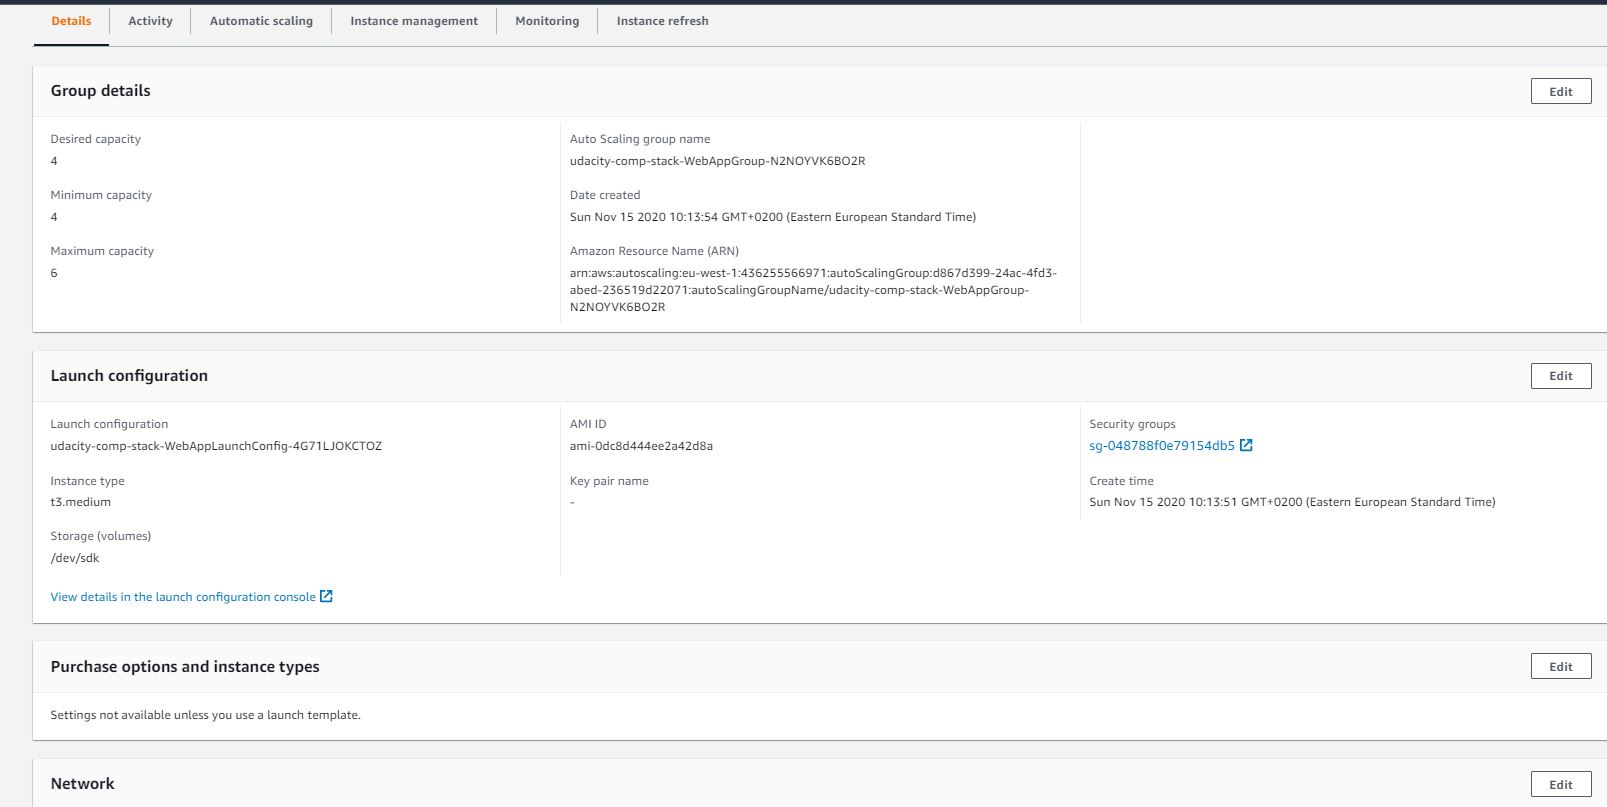 Details Activity Automatic scaling Instance management Monitoring Instance refresh
Group details
Edit
Desired capacity
4
Minimum capacity
4
Maximum capacity
6
Auto Scaling group name
udacity-comp-stack-WebAppGroup-N2NOYVK6BO2R
Date created
Sun Nov 15 2020 10:13:54 GMT+0200 (Eastern European Standard Time)
Amazon Resource Name (ARN)
arn:aws:autoscaling:eu-west-1:436255566971:autoScalingGroup:d867d399-24ac-4fd3-
abed-236519d22071:autoScalingGroupName/udacity-comp-stack-WebAppGroup-
N2NOYVK6BO2R
Launch configuration
Edit
Launch configuration
udacity-comp-stack-WebAppLaunchConfig-4G71LJOKCTOZ
Instance type
t3.medium
Storage (volumes)
/dev/sdk
View details in the launch configuration console
AMI ID
ami-0dc8d444ee2a42d8a
Key pair name
-
Security groups
sg-048788f0e79154db5
Create time
Sun Nov 15 2020 10:13:51 GMT+0200 (Eastern European Standard Time)
Purchase options and instance types
Edit
Settings not available unless you use a launch template.
Network
Edit